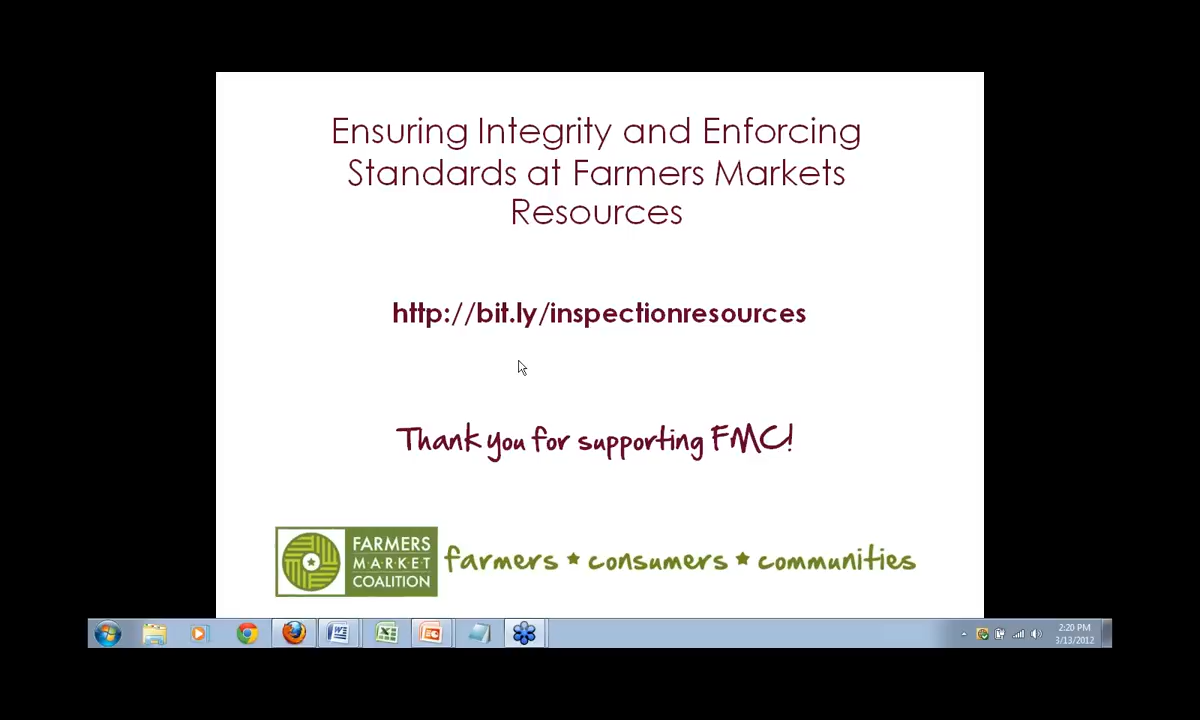 Ensuring Integrity and Enforcing
Standards at Farmers Markets
Resources
http://bit.ly/inspectionresources
Thank you for supporting FMC!
FARMERS
MARKET
COALITION
farmers ★ consumers ★ communities
2:20 PM
3/13/2012